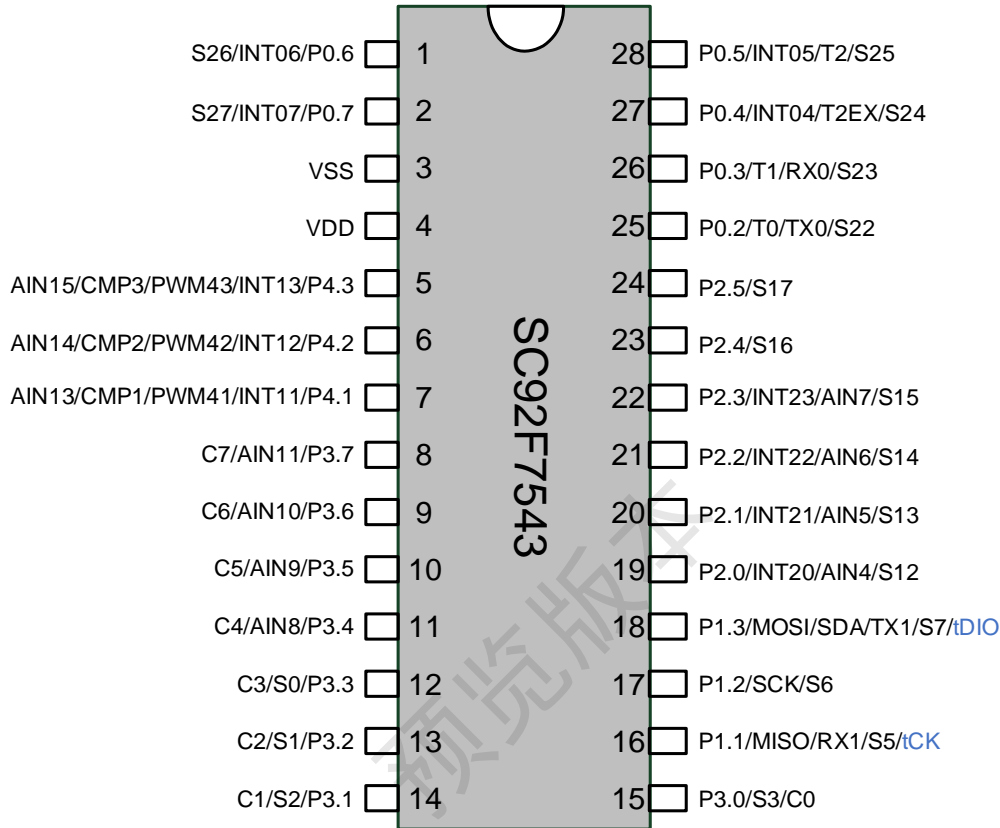 S26/INT06/P0.6 1 28 P0.5/INT05/T2/S25
S27/INT07/P0.7 2 27 P0.4/INT04/T2EX/S24
VSS 3 26 P0.3/T1/RX0/S23
VDD 4 25 P0.2/T0/TX0/S22
AIN15/CMP3/PWM43/INT13/P4.3 5 24 P2.5/S17
AIN14/CMP2/PWM42/INT12/P4.2 6 23 P2.4/S16
AIN13/CMP1/PWM41/INT11/P4.1 7 22 P2.3/INT23/AIN7/S15
C7/AIN11/P3.7 8 21 P2.2/INT22/AIN6/S14
C6/AIN10/P3.6 9 20 P2.1/INT21/AIN5/S13
C5/AIN9/P3.5 10 19 P2.0/INT20/AIN4/S12
C4/AIN8/P3.4 11 18 P1.3/MOSI/SDA/TX1/S7/tDIO
C3/S0/P3.3 12 17 P1.2/SCK/S6
C2/S1/P3.2 13 16 P1.1/MISO/RX1/S5/tCK
C1/S2/P3.1 14 15 P3.0/S3/C0
SC92F7543
预览版本